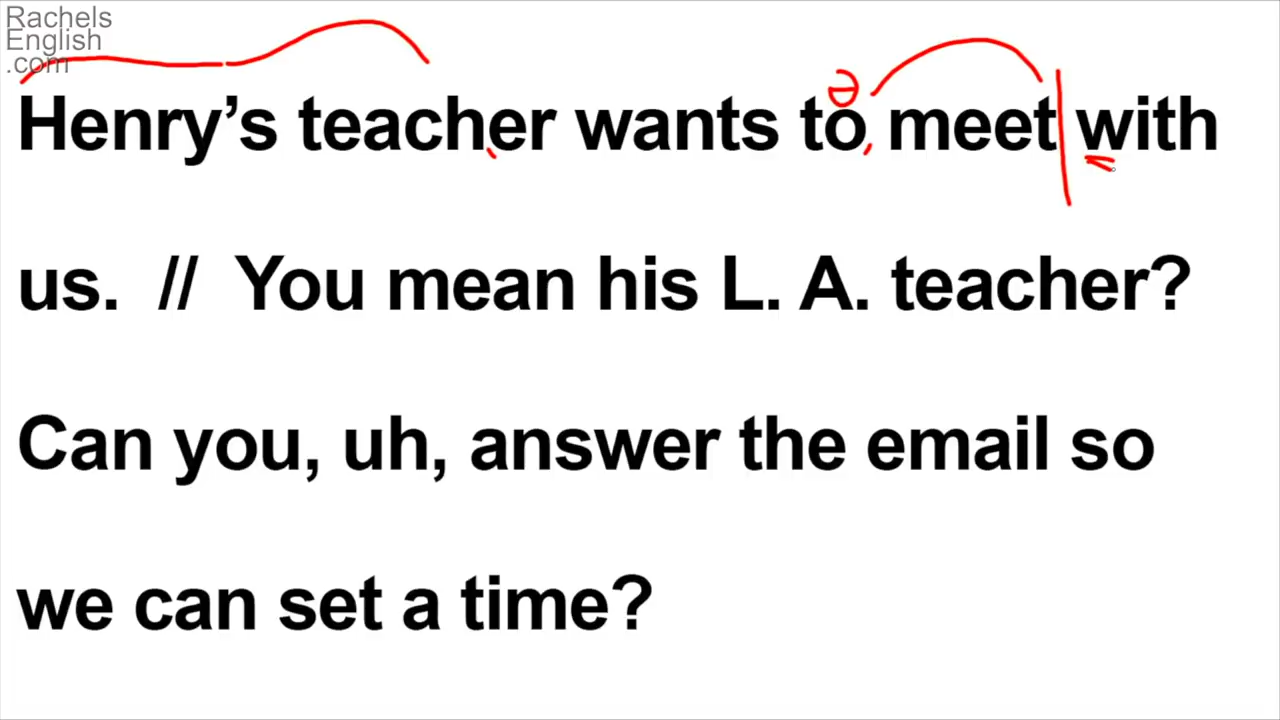 Rachels
English
.com
ə
Henry’s teacher wants to meet with
us. // You mean his L. A. teacher?
Can you, uh, answer the email so
we can set a time?